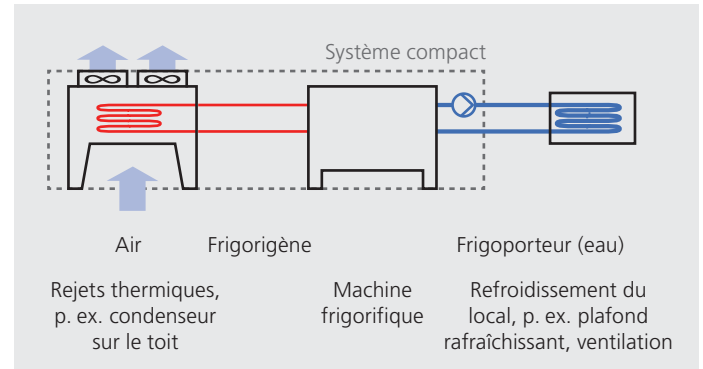 Système compact
Air
Frigorigène
Frigoporteur (eau)
Rejets thermiques,
p. ex. condenseur
sur le toit
Machine
frigorifique
Refroidissement du
local, p. ex. plafond
rafraîchissant, ventilation